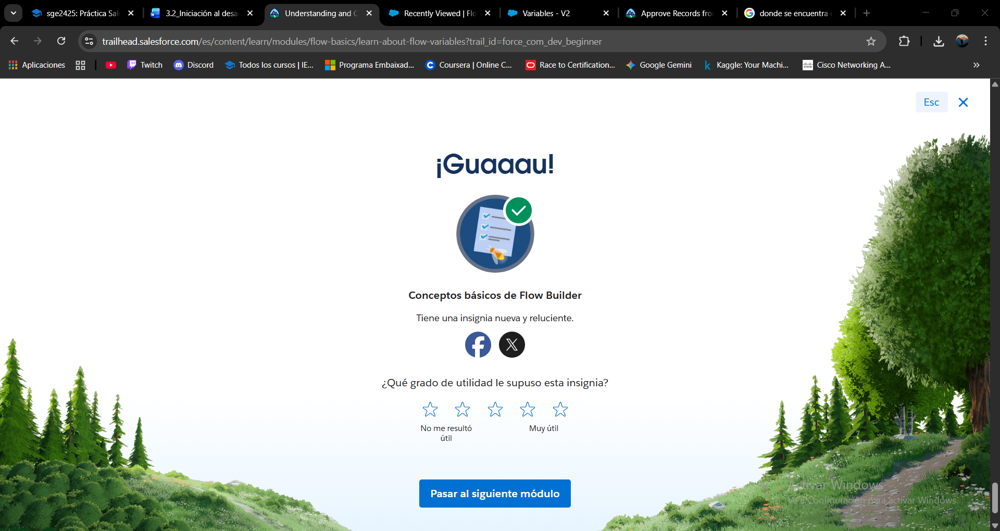 sge2425: Práctica Sal
3.2_Iniciación al desa
Understanding and C
Recently Viewed | Flo
Variables - V2
Approve Records fro
donde se encuentra
trailhead.salesforce.com/es/content/learn/modules/flow-basics/learn-about-flow-variables?trail_id=force_com_dev_beginner
Aplicaciones
Twitch
Discord
Todos los cursos | IE...
Programa Embaixad...
Coursera | Online C...
Race to Certification...
Google Gemini
Kaggle: Your Machi...
Cisco Networking A...
Esc
¡Guaaau!
Conceptos básicos de Flow Builder
Tiene una insignia nueva y reluciente.
¿Qué grado de utilidad le supuso esta insignia?
No me resultó
útil
Muy útil
Pasar al siguiente módulo
Activar Windows
Ve a Configuración para activar Windows.